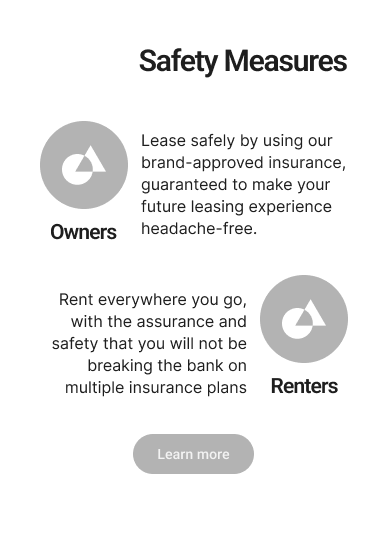 Safety Measures
Lease safely by using our
brand-approved insurance,
guaranteed to make your
future leasing experience
headache-free.
Owners
Rent everywhere you go,
with the assurance and
safety that you will not be
breaking the bank on
multiple insurance plans
Renters
Learn more